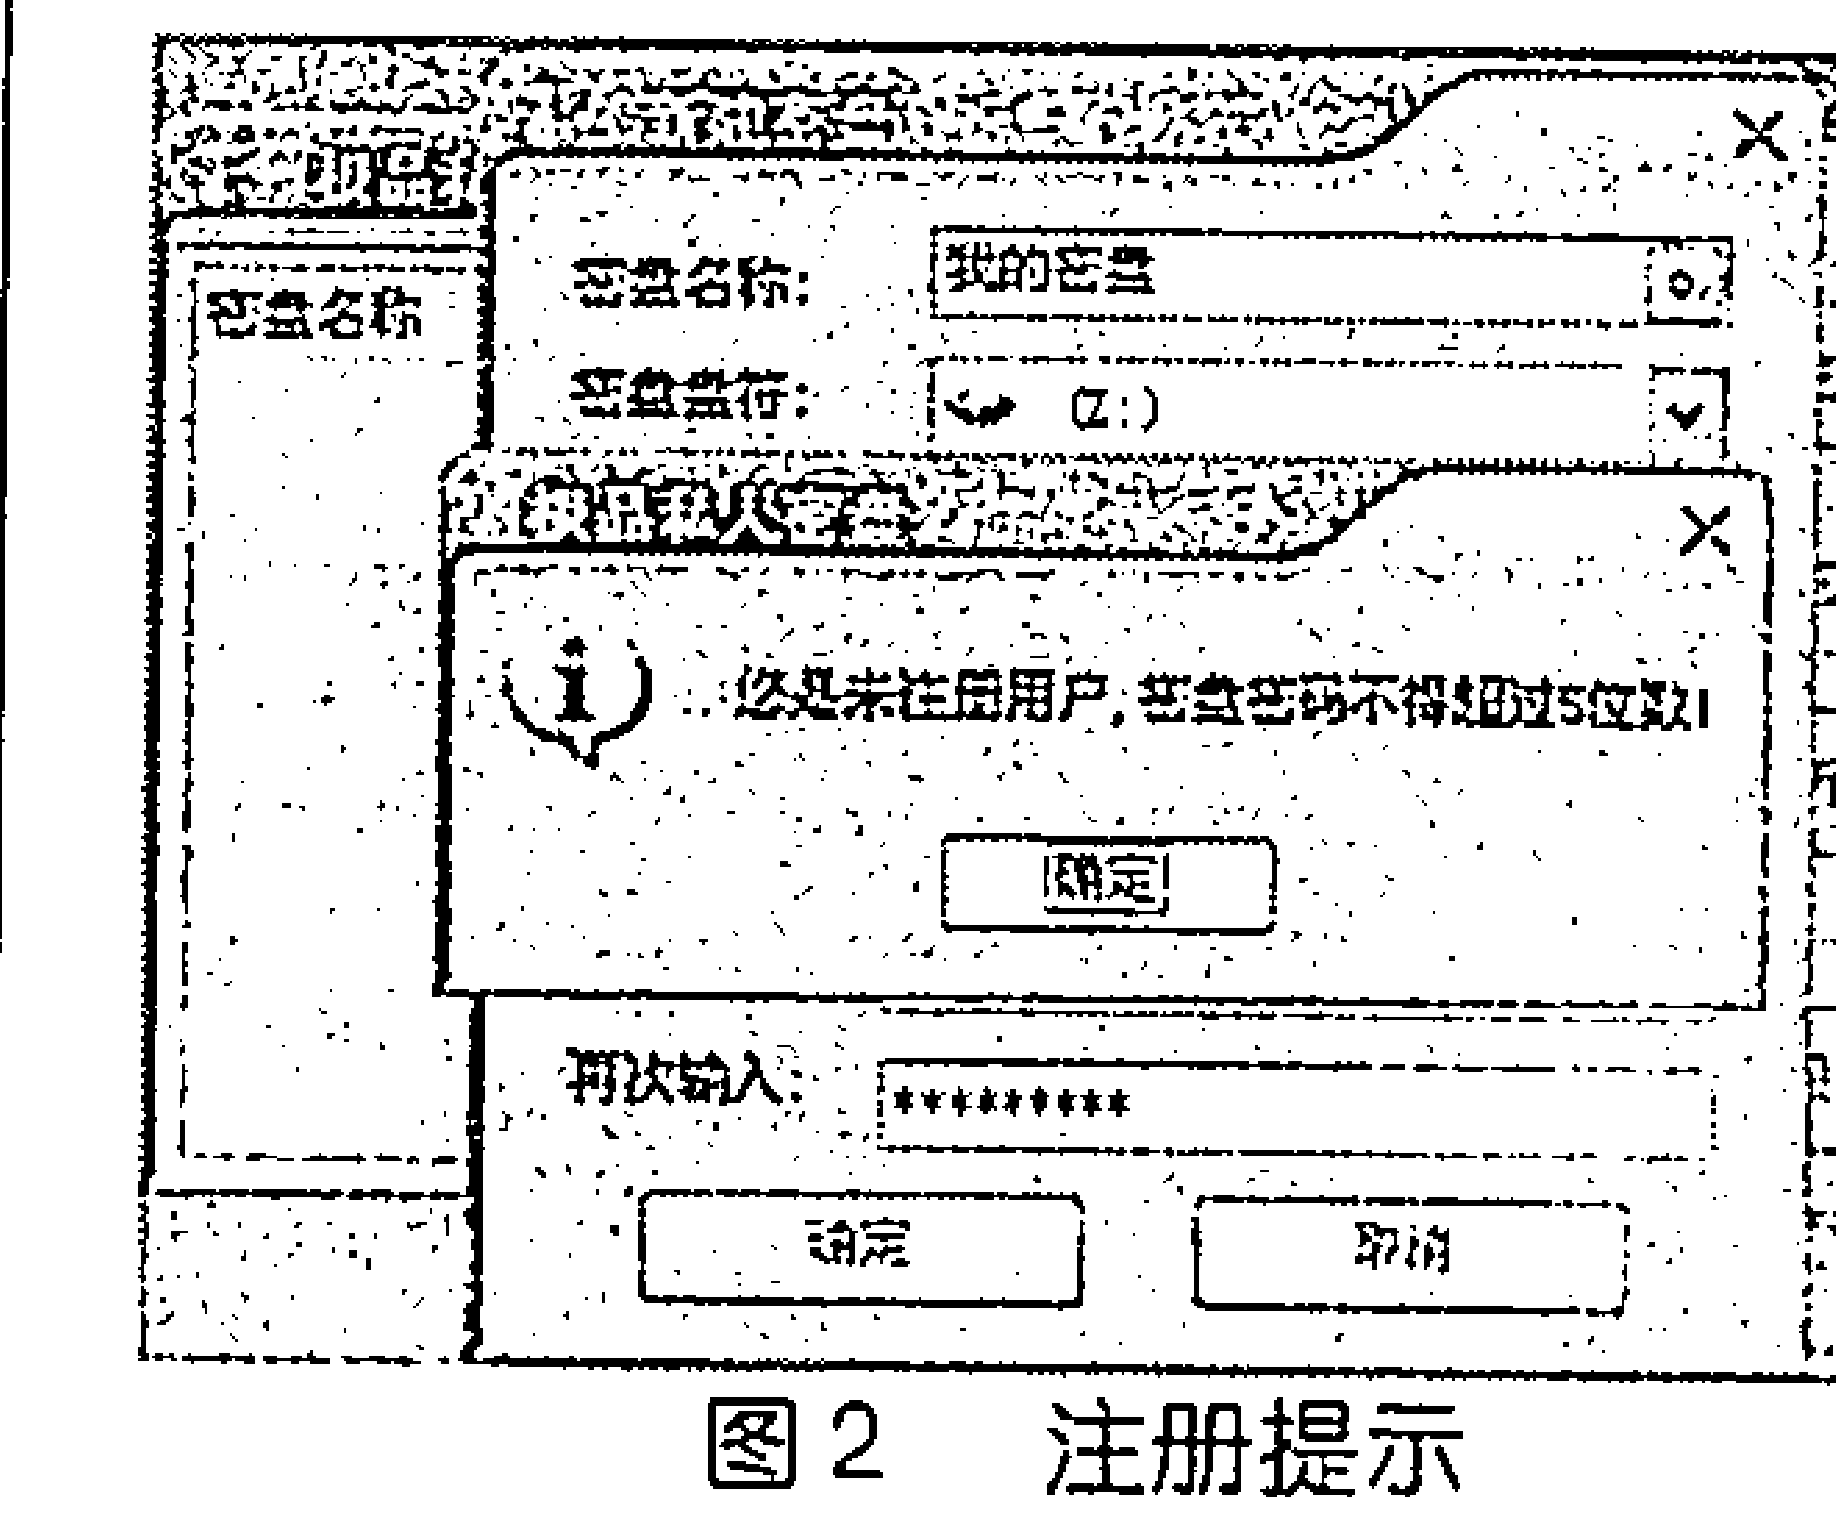 密盘名称
密盘名称:
我的密盘
密盘盘符:
(Z:)
您是未注册用户,密盘密码不得超过5位数!
确定
再次输入:
*********
确定
取消
图2 注册提示